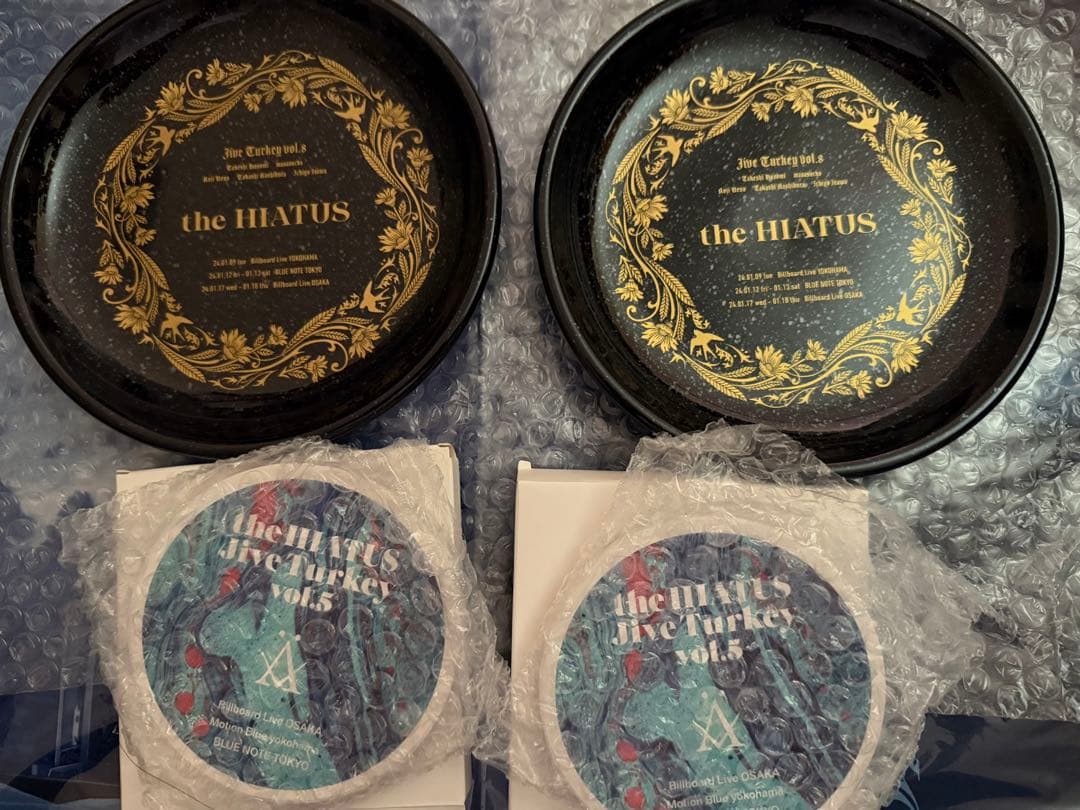 Jive Turkey vol.8
Takeshi Hosomi masasucks
Koji Ueno Takashi Kashikura Ichiyo Izawa
the HIATUS
24.01.09 tue Billboard Live YOKOHAMA
24.01.12 fri - 01.13 sat BLUE NOTE TOKYO
24.01.17 wed - 01.18 thu Billboard Live OSAKA
Jive Turkey vol.8
Takeshi Hosomi masasucks
Koji Ueno Takashi Kashikura Ichiyo Izawa
the HIATUS
24.01.09 tue Billboard Live YOKOHAMA
24.01.12 fri - 01.13 sat BLUE NOTE TOKYO
24.01.17 wed - 01.18 thu Billboard Live OSAKA
the HIATUS
Jive Turkey
vol.5
Billboard Live OSAKA
Motion Blue yokohama
BLUE NOTE TOKYO
the HIATUS
Jive Turkey
vol.5
Billboard Live OSAKA
Motion Blue yokohama
TOKYO